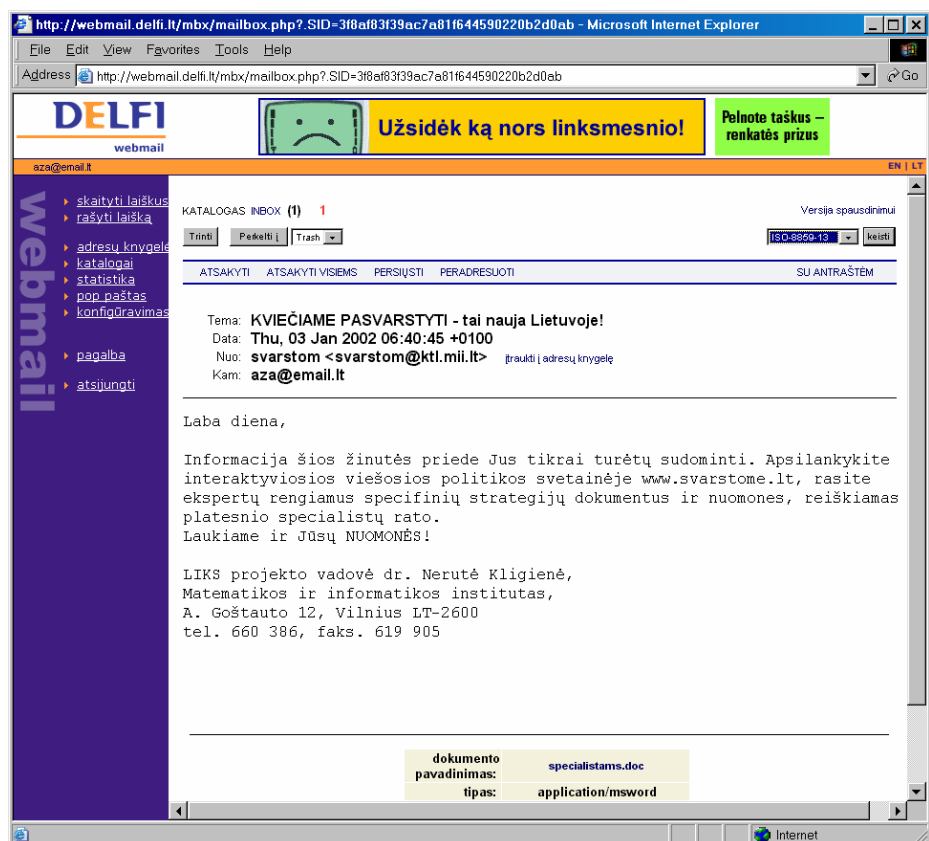 http://webmail.delfi.lt/mbx/mailbox.php?.SID=3f8af83f39ac7a81f644590220b2d0ab - Microsoft Internet Explorer
File Edit View Favorites Tools Help
Address http://webmail.delfi.lt/mbx/mailbox.php?.SID=3f8af83f39ac7a81f644590220b2d0ab Go
DELFI
webmail
Užsidėk ką nors linksmesnio!
Pelnote taškus –
renkatės prizus
aza@email.lt EN | LT
webmail
skaityti laiškus
rašyti laišką
adresų knygelė
katalogai
statistika
pop paštas
konfigūravimas
pagalba
atsijungti
KATALOGAS INBOX (1) 1 Versija spausdinimui
Trinti Perkelti į Trash ISO-8859-13 keisti
ATSAKYTI ATSAKYTI VISIEMS PERSIŲSTI PERADRESUOTI SU ANTRAŠTĖM
Tema: KVIEČIAME PASVARSTYTI - tai nauja Lietuvoje!
Data: Thu, 03 Jan 2002 06:40:45 +0100
Nuo: svarstom <svarstom@ktl.mii.lt> įtraukti į adresų knygelę
Kam: aza@email.lt
Laba diena,
Informacija šios žinutės priede Jus tikrai turėtų sudominti. Apsilankykite
interaktyviosios viešosios politikos svetainėje www.svarstome.lt, rasite
ekspertų rengiamus specifinių strategijų dokumentus ir nuomones, reiškiamas
platesnio specialistų rato.
Laukiame ir Jūsų NUOMONĖS!
LIKS projekto vadovė dr. Nerutė Kligienė,
Matematikos ir informatikos institutas,
A. Goštauto 12, Vilnius LT-2600
tel. 660 386, faks. 619 905
dokumento
pavadinimas: specialistams.doc
tipas: application/msword
Internet